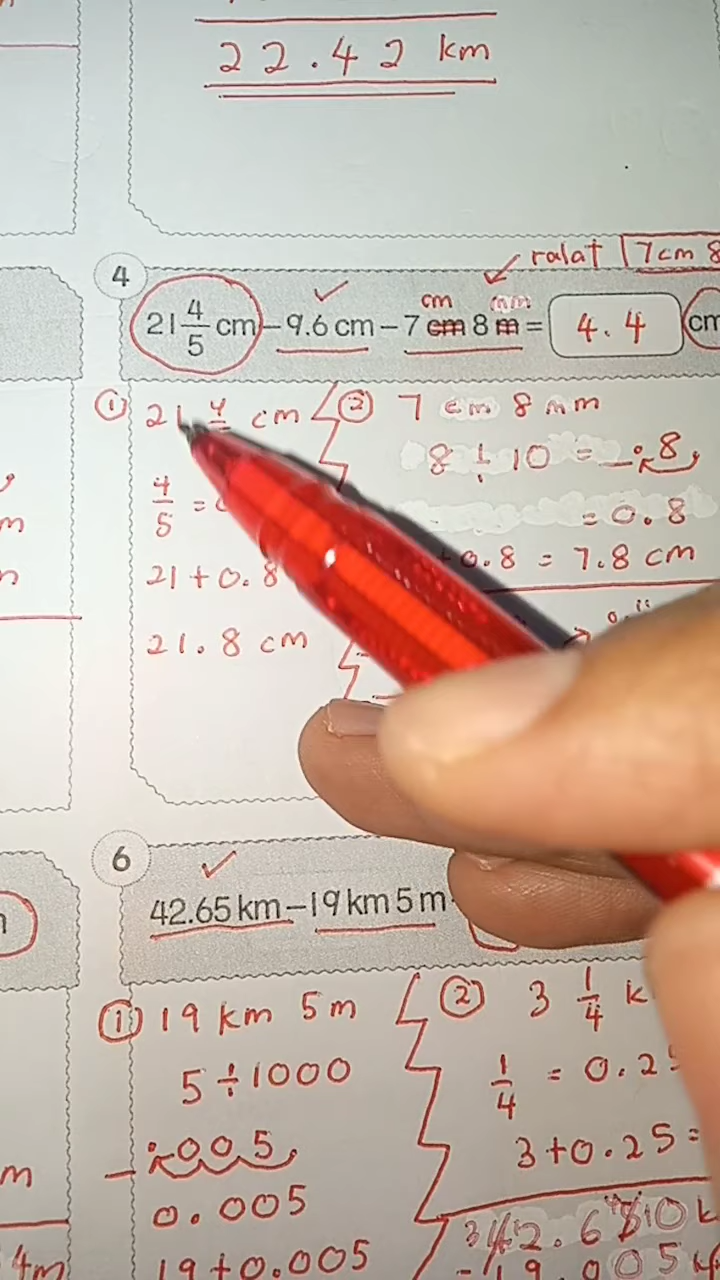 22.42 km
ralat 7cm 8
4
cm mm
21 4/5 cm – 9.6 cm – 7 cm 8 m = 4.4 cm
① 21 4/ cm ② 7 cm 8 mm
8 ÷ 10 = .8
4/5 =
= 0.8
21 + 0.8
0.8 = 7.8 cm
21.8 cm
6
42.65 km – 19 km 5 m
① 19 km 5 m ② 3 1/4 k
5 ÷ 1000
1/4 = 0.25
.005
3 + 0.25 =
m
0.005
19 + 0.005
4m